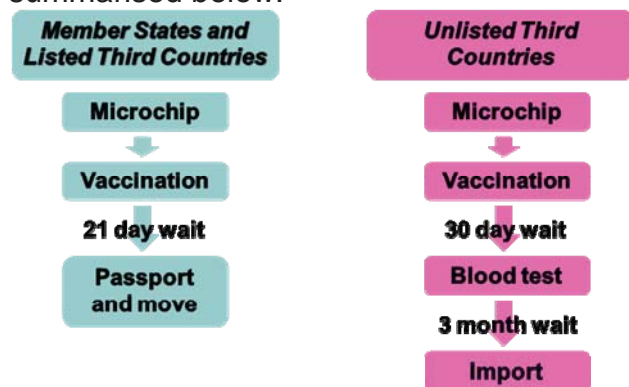 summarised below:
Member States and
Listed Third Countries
Microchip
Vaccination
21 day wait
Passport
and move
Unlisted Third
Countries
Microchip
Vaccination
30 day wait
Blood test
3 month wait
Import